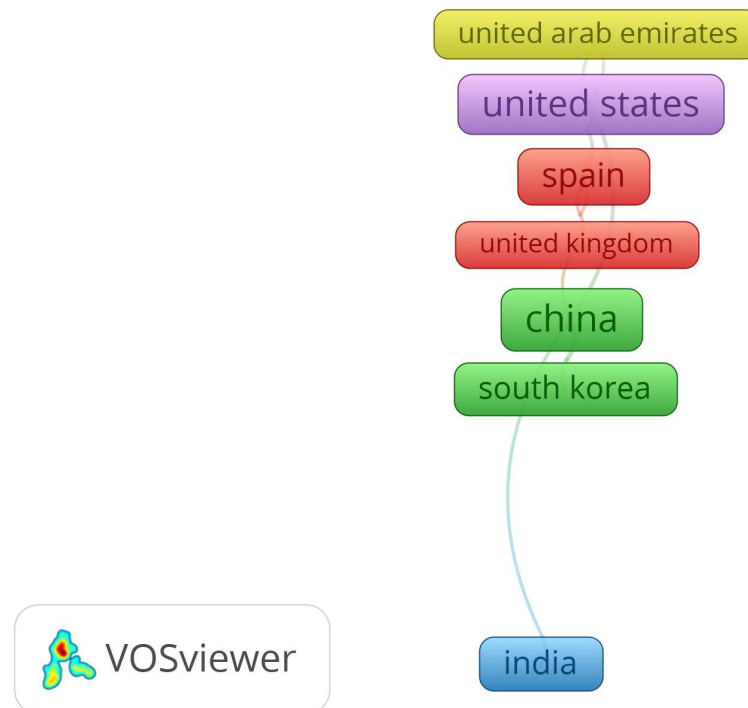 united arab emirates
united states
spain
united kingdom
china
south korea
india
VOSviewer